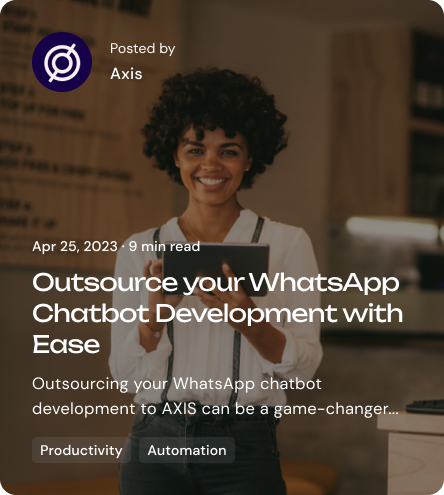 Posted by
Axis
Apr 25, 2023 · 9 min read
Outsource your WhatsApp
Chatbot Development with
Ease
Outsourcing your WhatsApp chatbot
development to AXIS can be a game-changer...
Productivity
Automation